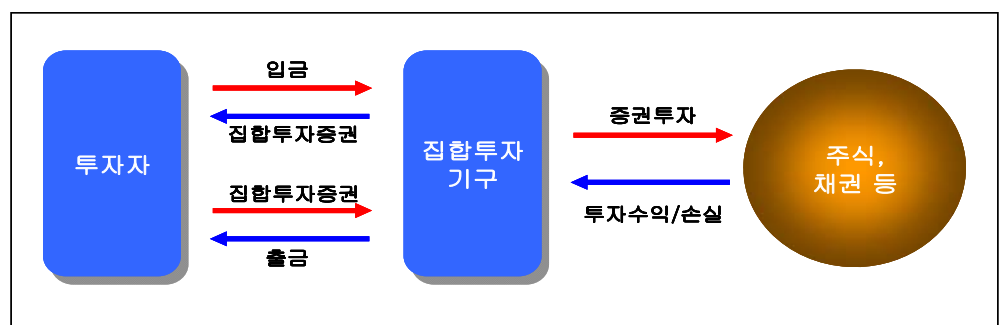 투자자
입금
집합투자증권
집합투자증권
출금
집합투자
기구
증권투자
투자수익/손실
주식,
채권 등